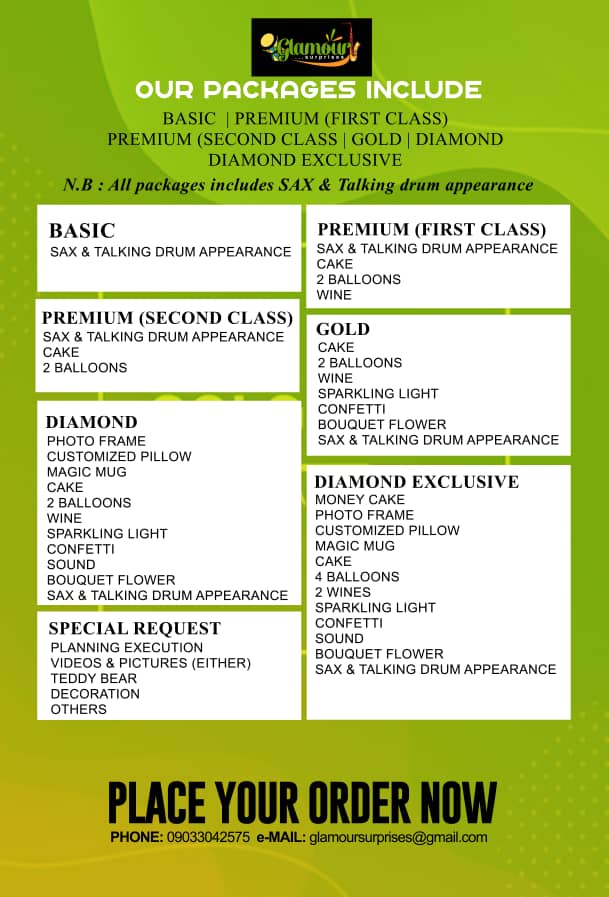 Glamour
...surprises
OUR PACKAGES INCLUDE
BASIC | PREMIUM (FIRST CLASS)
PREMIUM (SECOND CLASS | GOLD | DIAMOND
DIAMOND EXCLUSIVE
N.B : All packages includes SAX & Talking drum appearance
BASIC
SAX & TALKING DRUM APPEARANCE
PREMIUM (FIRST CLASS)
SAX & TALKING DRUM APPEARANCE
CAKE
2 BALLOONS
WINE
PREMIUM (SECOND CLASS)
SAX & TALKING DRUM APPEARANCE
CAKE
2 BALLOONS
GOLD
CAKE
2 BALLOONS
WINE
SPARKLING LIGHT
CONFETTI
BOUQUET FLOWER
SAX & TALKING DRUM APPEARANCE
DIAMOND
PHOTO FRAME
CUSTOMIZED PILLOW
MAGIC MUG
CAKE
2 BALLOONS
WINE
SPARKLING LIGHT
CONFETTI
SOUND
BOUQUET FLOWER
SAX & TALKING DRUM APPEARANCE
DIAMOND EXCLUSIVE
MONEY CAKE
PHOTO FRAME
CUSTOMIZED PILLOW
MAGIC MUG
CAKE
4 BALLOONS
2 WINES
SPARKLING LIGHT
CONFETTI
SOUND
BOUQUET FLOWER
SAX & TALKING DRUM APPEARANCE
SPECIAL REQUEST
PLANNING EXECUTION
VIDEOS & PICTURES (EITHER)
TEDDY BEAR
DECORATION
OTHERS
PLACE YOUR ORDER NOW
PHONE: 09033042575 e-MAIL: glamoursurprises@gmail.com